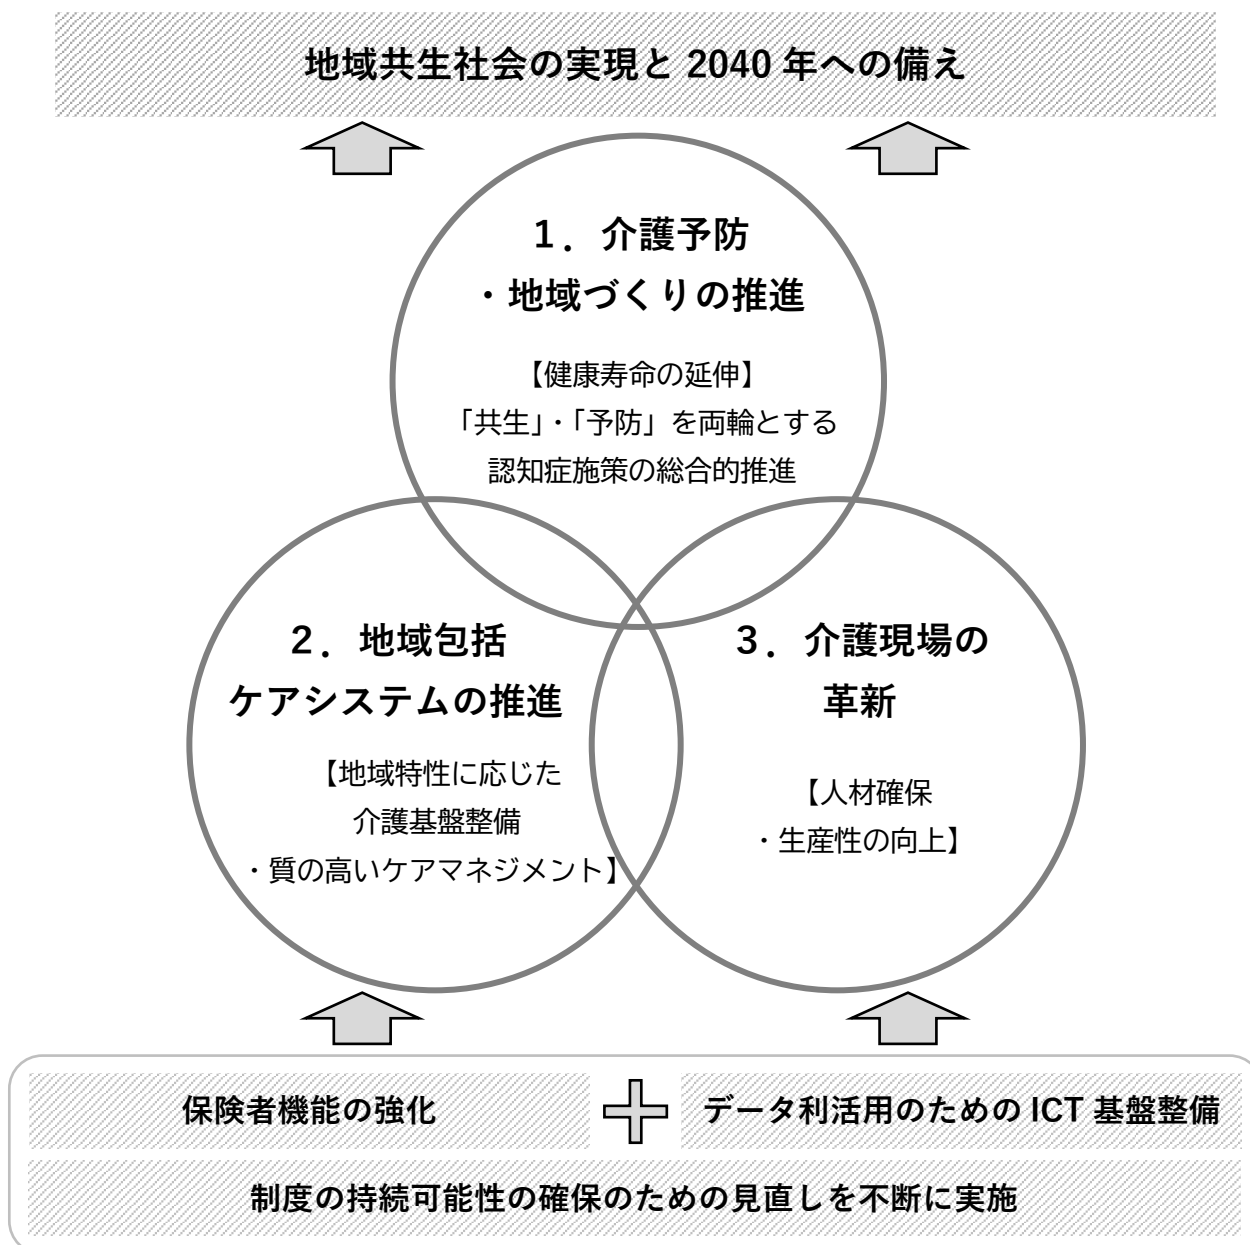 地域共生社会の実現と 2040 年への備え
1．介護予防
・地域づくりの推進
【健康寿命の延伸】
「共生」・「予防」を両輪とする
認知症施策の総合的推進
2．地域包括
ケアシステムの推進
【地域特性に応じた
介護基盤整備
・質の高いケアマネジメント】
3．介護現場の
革新
【人材確保
・生産性の向上】
保険者機能の強化
データ利活用のための ICT 基盤整備
制度の持続可能性の確保のための見直しを不断に実施